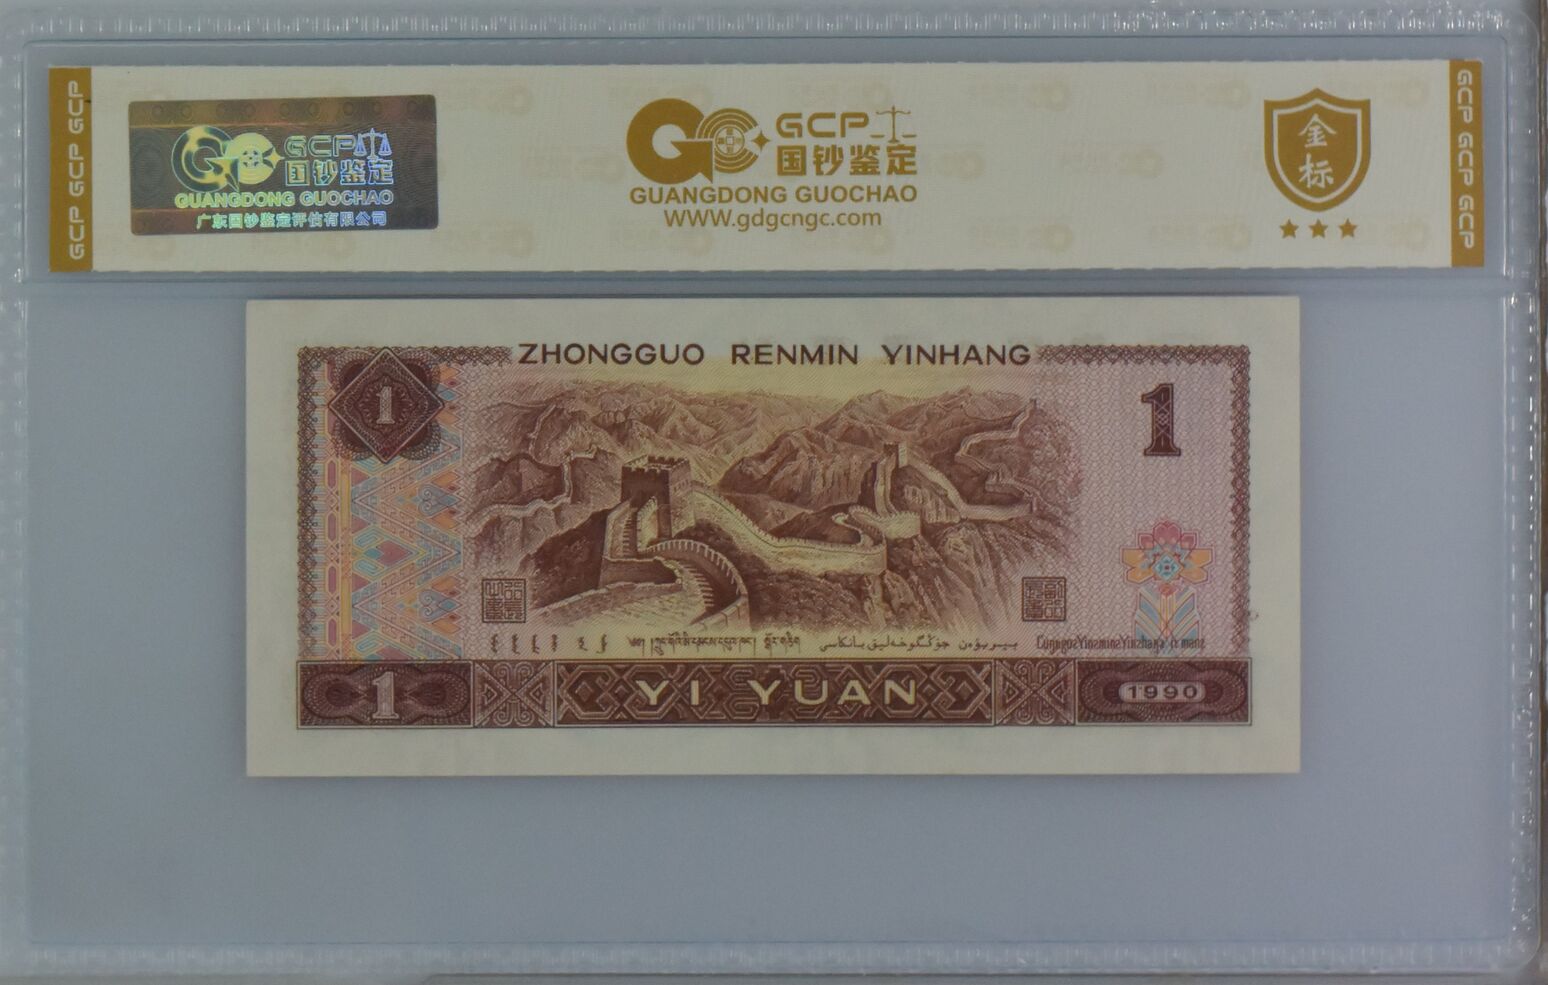 GCP GCP
GCP
国钞鉴定
GUANGDONG GUOCHAO
广东国钞鉴定评估有限公司
GCP
国钞鉴定
GUANGDONG GUOCHAO
WWW.gdgcngc.com
金
标
GCP GCP
ZHONGGUO RENMIN YINHANG
1
1
1
YI YUAN
1990